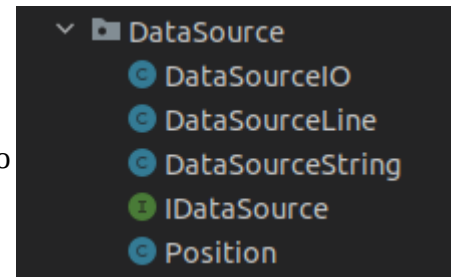 DataSource
DataSourceIO
DataSourceLine
o
DataSourceString
IDataSource
Position